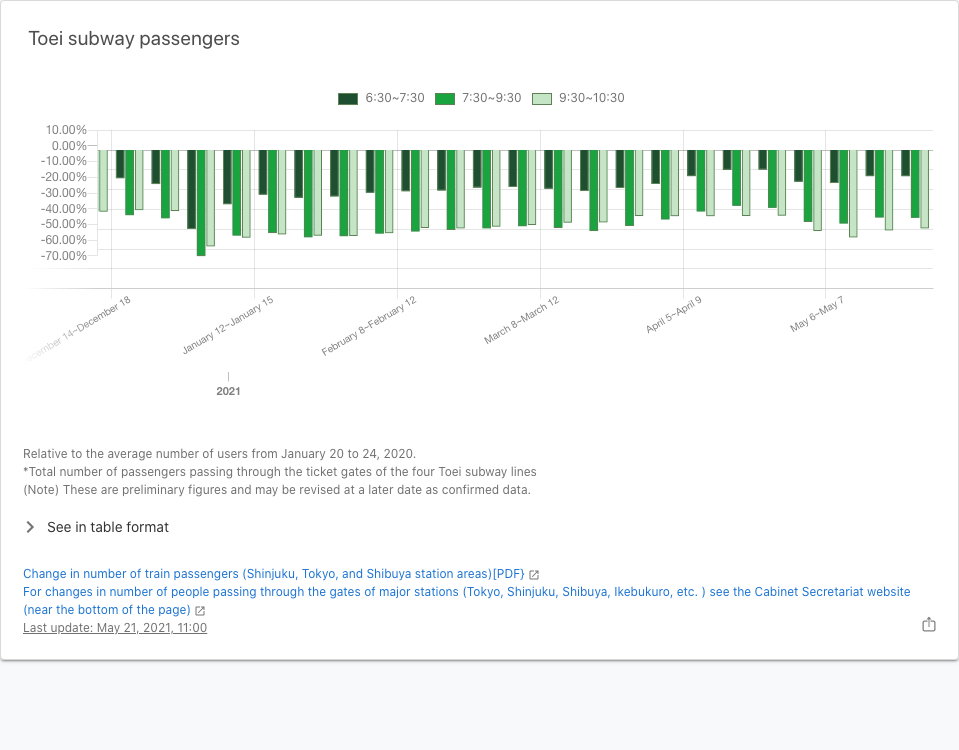 Toei subway passengers
6:30~7:30 7:30~9:30 9:30~10:30
10.00%
0.00%
-10.00%
-20.00%
-30.00%
-40.00%
-50.00%
-60.00%
-70.00%
14~December 18
January 12~January 15
February 8~February 12
March 8~March 12
April 5~April 9
May 6~May 7
2021
Relative to the average number of users from January 20 to 24, 2020.
*Total number of passengers passing through the ticket gates of the four Toei subway lines
(Note) These are preliminary figures and may be revised at a later date as confirmed data.
See in table format
Change in number of train passengers (Shinjuku, Tokyo, and Shibuya station areas)[PDF}
For changes in number of people passing through the gates of major stations (Tokyo, Shinjuku, Shibuya, Ikebukuro, etc. ) see the Cabinet Secretariat website
(near the bottom of the page)
Last update: May 21, 2021, 11:00